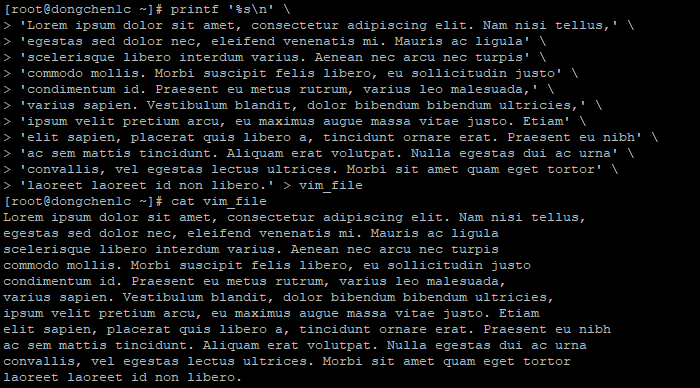 [root@dongchen1c ~]# printf '%s\n' \
> 'Lorem ipsum dolor sit amet, consectetur adipiscing elit. Nam nisi tellus,' \
> 'egestas sed dolor nec, eleifend venenatis mi. Mauris ac ligula' \
> 'scelerisque libero interdum varius. Aenean nec arcu nec turpis' \
> 'commodo mollis. Morbi suscipit felis libero, eu sollicitudin justo' \
> 'condimentum id. Praesent eu metus rutrum, varius leo malesuada,' \
> 'varius sapien. Vestibulum blandit, dolor bibendum bibendum ultricies,' \
> 'ipsum velit pretium arcu, eu maximus augue massa vitae justo. Etiam' \
> 'elit sapien, placerat quis libero a, tincidunt ornare erat. Praesent eu nibh' \
> 'ac sem mattis tincidunt. Aliquam erat volutpat. Nulla egestas dui ac urna' \
> 'convallis, vel egestas lectus ultrices. Morbi sit amet quam eget tortor' \
> 'laoreet laoreet id non libero.' > vim_file
[root@dongchen1c ~]# cat vim_file
Lorem ipsum dolor sit amet, consectetur adipiscing elit. Nam nisi tellus,
egestas sed dolor nec, eleifend venenatis mi. Mauris ac ligula
scelerisque libero interdum varius. Aenean nec arcu nec turpis
commodo mollis. Morbi suscipit felis libero, eu sollicitudin justo
condimentum id. Praesent eu metus rutrum, varius leo malesuada,
varius sapien. Vestibulum blandit, dolor bibendum bibendum ultricies,
ipsum velit pretium arcu, eu maximus augue massa vitae justo. Etiam
elit sapien, placerat quis libero a, tincidunt ornare erat. Praesent eu nibh
ac sem mattis tincidunt. Aliquam erat volutpat. Nulla egestas dui ac urna
convallis, vel egestas lectus ultrices. Morbi sit amet quam eget tortor
laoreet laoreet id non libero.